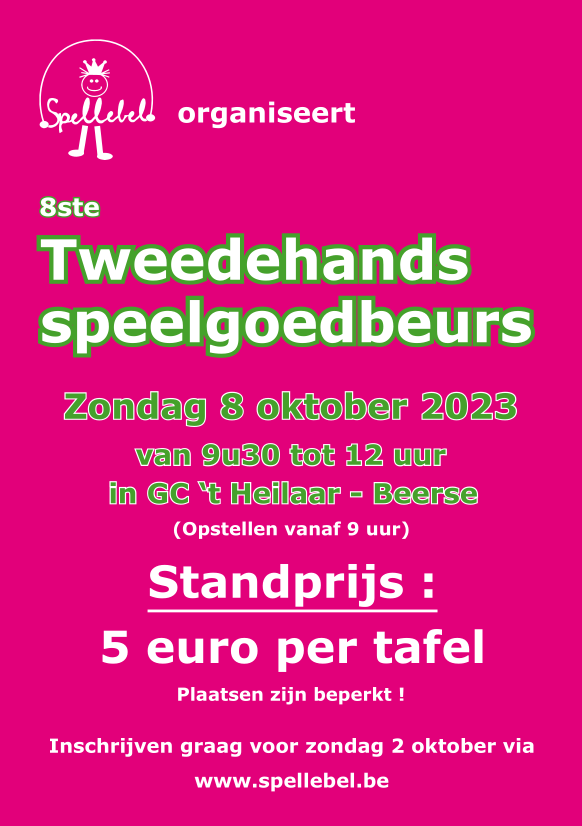 Spellebel
organiseert
8ste
Tweedehands
speelgoedbeurs
Zondag 8 oktober 2023
van 9u30 tot 12 uur
in GC ‘t Heilaar - Beerse
(Opstellen vanaf 9 uur)
Standprijs :
5 euro per tafel
Plaatsen zijn beperkt !
Inschrijven graag voor zondag 2 oktober via
www.spellebel.be